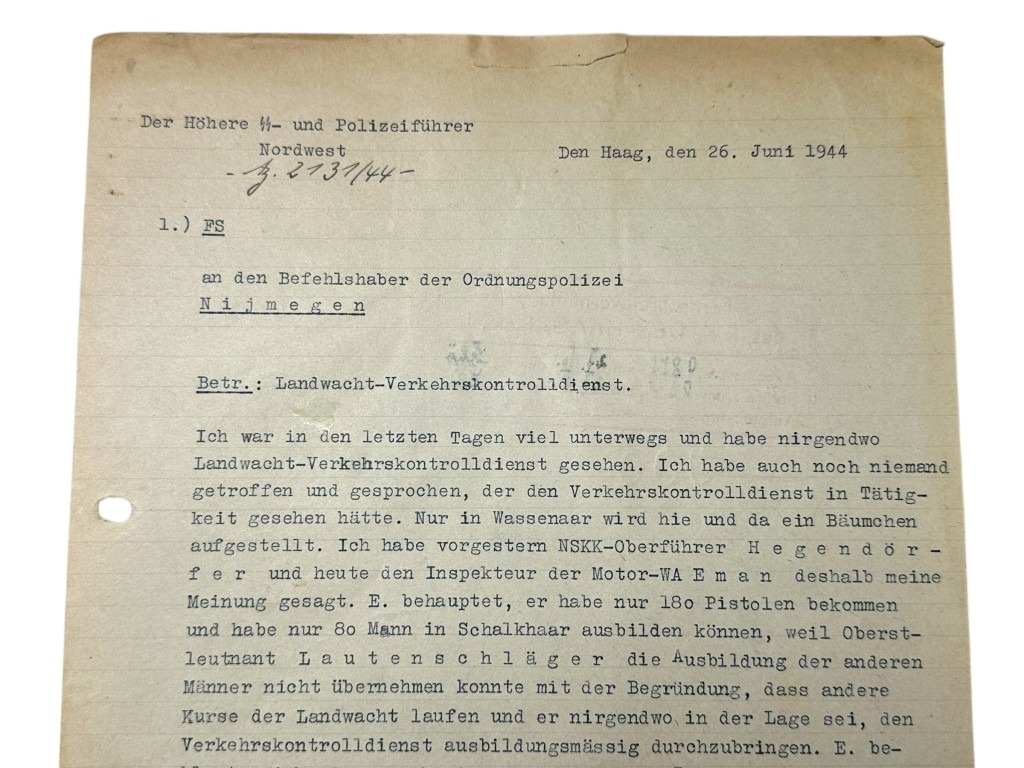 Der Höhere ᛋᛋ- und Polizeiführer
Nordwest
Den Haag, den 26. Juni 1944
2131/44 -
1.) FS
an den Befehlshaber der Ordnungspolizei
N i j m e g e n
Betr.: Landwacht-Verkehrskontrolldienst.
Ich war in den letzten Tagen viel unterwegs und habe nirgendwo
Landwacht-Verkehrskontrolldienst gesehen. Ich habe auch noch niemand
getroffen und gesprochen, der den Verkehrskontrolldienst in Tätig-
keit gesehen hätte. Nur in Wassenaar wird hie und da ein Bäumchen
aufgestellt. Ich habe vorgestern NSKK-Oberführer H e g e n d ö r -
f e r und heute den Inspekteur der Motor-WA E m a n deshalb meine
Meinung gesagt. E. behauptet, er habe nur 18o Pistolen bekommen
und habe nur 8o Mann in Schalkhaar ausbilden können, weil Oberst-
leutnant L a u t e n s c h l ä g e r die Ausbildung der anderen
Männer nicht übernehmen konnte mit der Begründung, dass andere
Kurse der Landwacht laufen und er nirgendwo in der Lage sei, den
Verkehrskontrolldienst ausbildungsmässig durchzubringen. E. be-